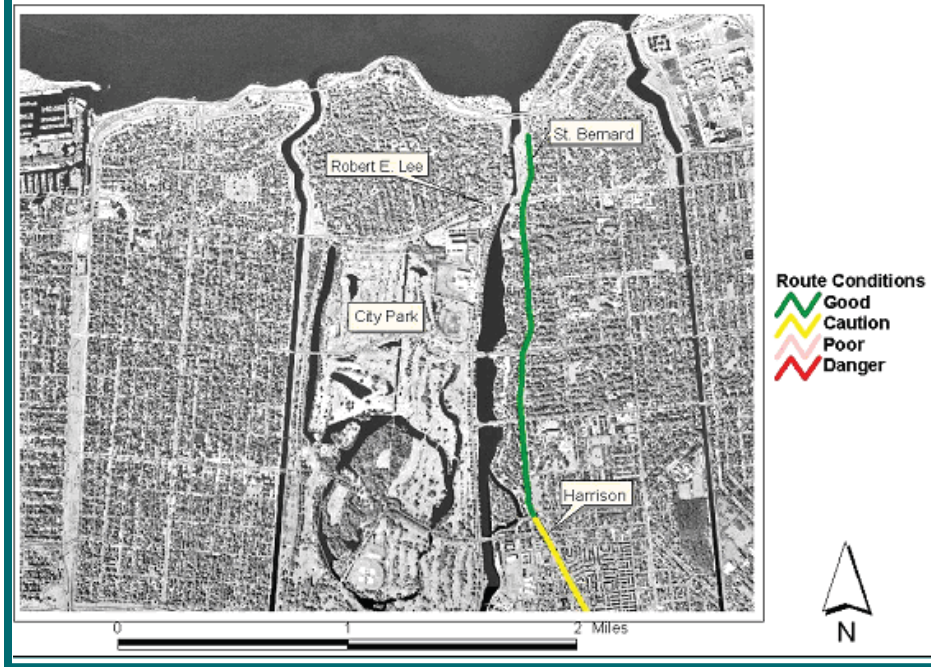 St. Bernard
Robert E. Lee
City Park
Harrison
Route Conditions
Good
Caution
Poor
Danger
N
0 1 2 Miles